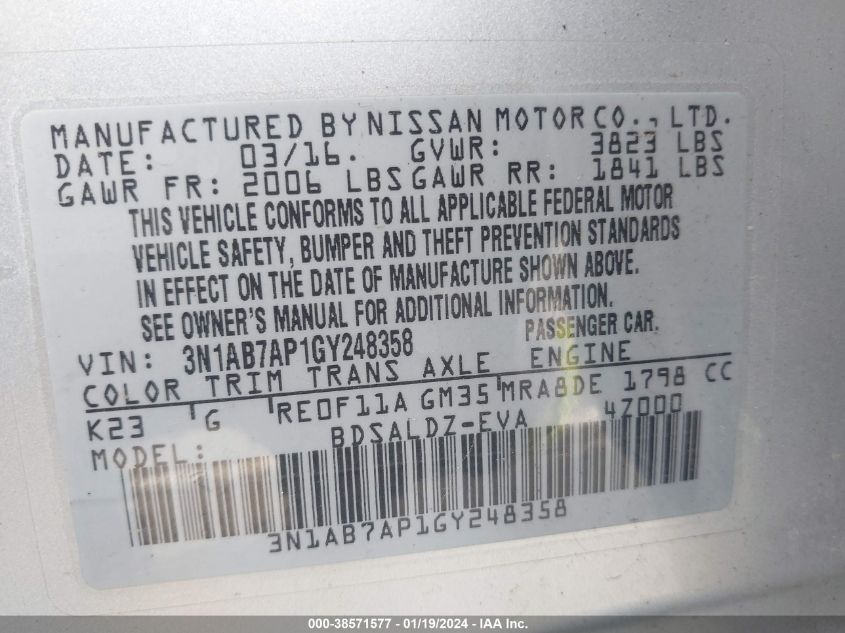 MANUFACTURED BY NISSAN MOTOR CO., LTD.
DATE: 03/16. GVWR: 3823 LBS
GAWR FR: 2006 LBS GAWR RR: 1841 LBS
THIS VEHICLE CONFORMS TO ALL APPLICABLE FEDERAL MOTOR
VEHICLE SAFETY, BUMPER AND THEFT PREVENTION STANDARDS
IN EFFECT ON THE DATE OF MANUFACTURE SHOWN ABOVE.
SEE OWNER'S MANUAL FOR ADDITIONAL INFORMATION.
VIN: 3N1AB7AP1GY248358 PASSENGER CAR.
COLOR TRIM TRANS AXLE ENGINE
K23 G RE0F11A GM35 MRA8DE 1798 CC
MODEL: BDSALDZ-EVA 4Z000
3N1AB7AP1GY248358
000-38571577 - 01/19/2024 - IAA Inc.